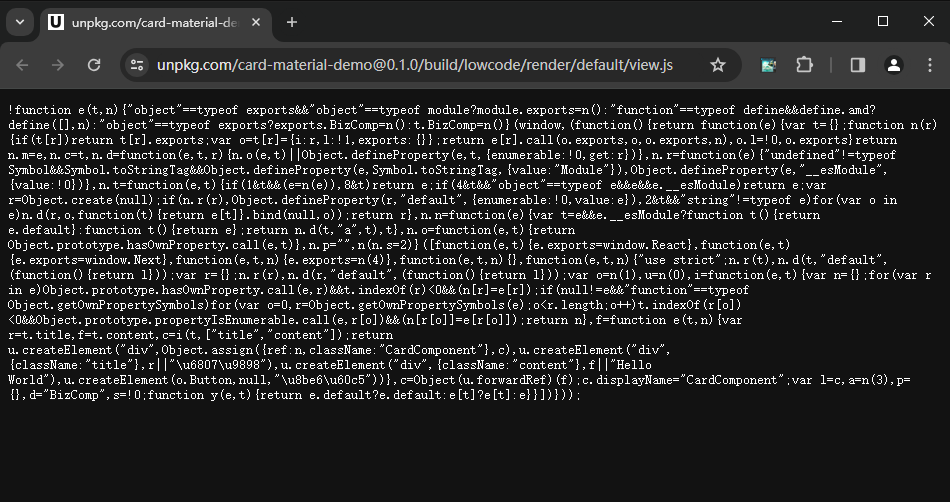 unpkg.com/card-material-de
unpkg.com/card-material-demo@0.1.0/build/lowcode/render/default/view.js
!function e(t,n){"object"==typeof exports&&"object"==typeof module?module.exports=n():"function"==typeof define&&define.amd?
define([],n):"object"==typeof exports?exports.BizComp=n():t.BizComp=n()}(window,(function(){return function(e){var t={};function n(r)
{if(t[r])return t[r].exports;var o=t[r]={i:r,l:!1,exports:{}};return e[r].call(o.exports,o,o.exports,n),o.l=!0,o.exports}return
n.m=e,n.c=t,n.d=function(e,t,r){n.o(e,t)||Object.defineProperty(e,t,{enumerable:!0,get:r})},n.r=function(e){"undefined"!=typeof
Symbol&&Symbol.toStringTag&&Object.defineProperty(e,Symbol.toStringTag,{value:"Module"}),Object.defineProperty(e,"__esModule",
{value:!0})},n.t=function(e,t){if(1&t&&(e=n(e)),8&t)return e;if(4&t&&"object"==typeof e&&e&&e.__esModule)return e;var
r=Object.create(null);if(n.r(r),Object.defineProperty(r,"default",{enumerable:!0,value:e}),2&t&&"string"!=typeof e)for(var o in
e)n.d(r,o,function(t){return e[t]}.bind(null,o));return r},n.n=function(e){var t=e&&e.__esModule?function t(){return
e.default}:function t(){return e};return n.d(t,"a",t),t},n.o=function(e,t){return
Object.prototype.hasOwnProperty.call(e,t)},n.p="",n(n.s=2)}([function(e,t){e.exports=window.React},function(e,t)
{e.exports=window.Next},function(e,t,n){e.exports=n(4)},function(e,t,n){},function(e,t,n){"use strict";n.r(t),n.d(t,"default",
(function(){return l}));var r={};n.r(r),n.d(r,"default",(function(){return l}));var o=n(1),u=n(0),i=function(e,t){var n={};for(var r
in e)Object.prototype.hasOwnProperty.call(e,r)&&t.indexOf(r)<0&&(n[r]=e[r]);if(null!=e&&"function"==typeof
Object.getOwnPropertySymbols)for(var o=0,r=Object.getOwnPropertySymbols(e);o<r.length;o++)t.indexOf(r[o])
<0&&Object.prototype.propertyIsEnumerable.call(e,r[o])&&(n[r[o]]=e[r[o]]);return n},f=function e(t,n){var
r=t.title,f=t.content,c=i(t,["title","content"]);return
u.createElement("div",Object.assign({ref:n,className:"CardComponent"},c),u.createElement("div",
{className:"title"},r||"\u6807\u9898"),u.createElement("div",{className:"content"},f||"Hello
World"),u.createElement(o.Button,null,"\u8be6\u60c5"))},c=Object(u.forwardRef)(f);c.displayName="CardComponent";var l=c,a=n(3),p=
{},d="BizComp",s=!0;function y(e,t){return e.default?e.default:e[t]?e[t]:e}}])}));